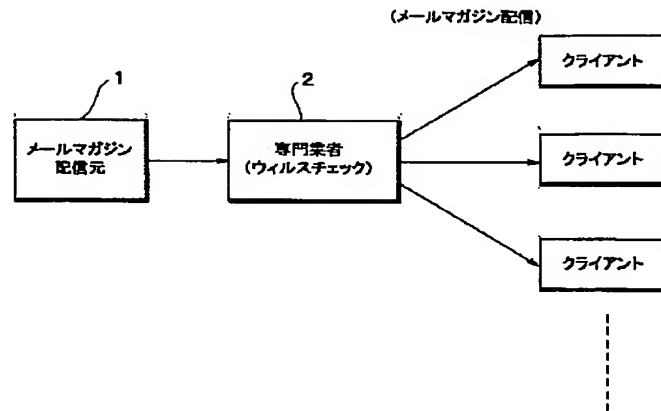 (メールマガジン配信)
1
メールマガジン
配信元
2
専門業者
(ウィルスチェック)
クライアント
クライアント
クライアント